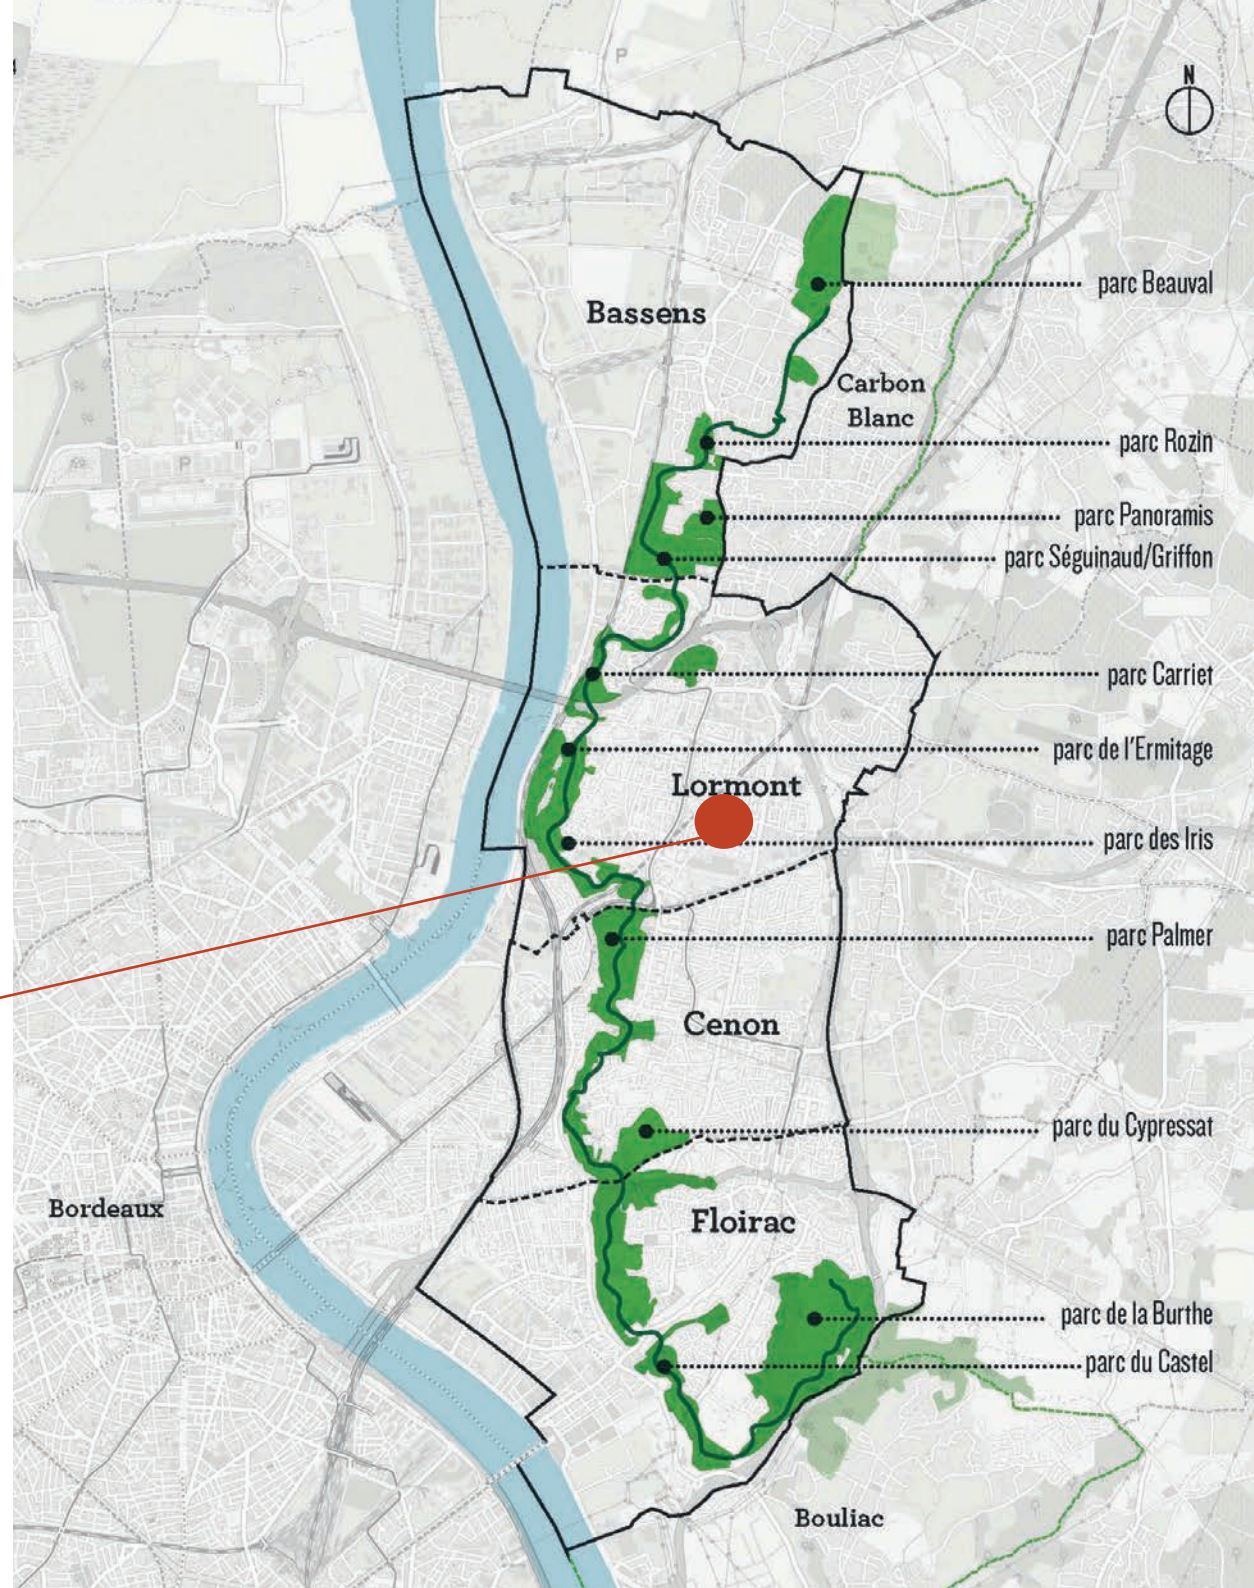 N
P
parc Beauval
Bassens
Carbon
Blanc
parc Rozin
P
parc Panoramis
parc Séguinaud/Griffon
parc Carriet
parc de l'Ermitage
Lormont
parc des Iris
parc Palmer
Cenon
parc du Cypressat
Bordeaux
Floirac
parc de la Burthe
parc du Castel
Bouliac